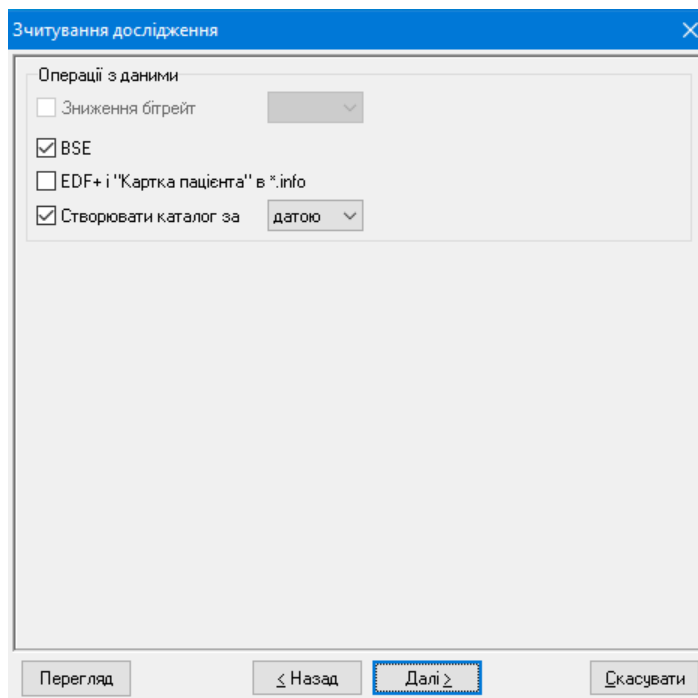 Зчитування дослідження
Операції з даними
Зниження бітрейт
BSE
EDF+ і "Картка пацієнта" в *.info
Створювати каталог за датою
Перегляд < Назад Далі > Скасувати